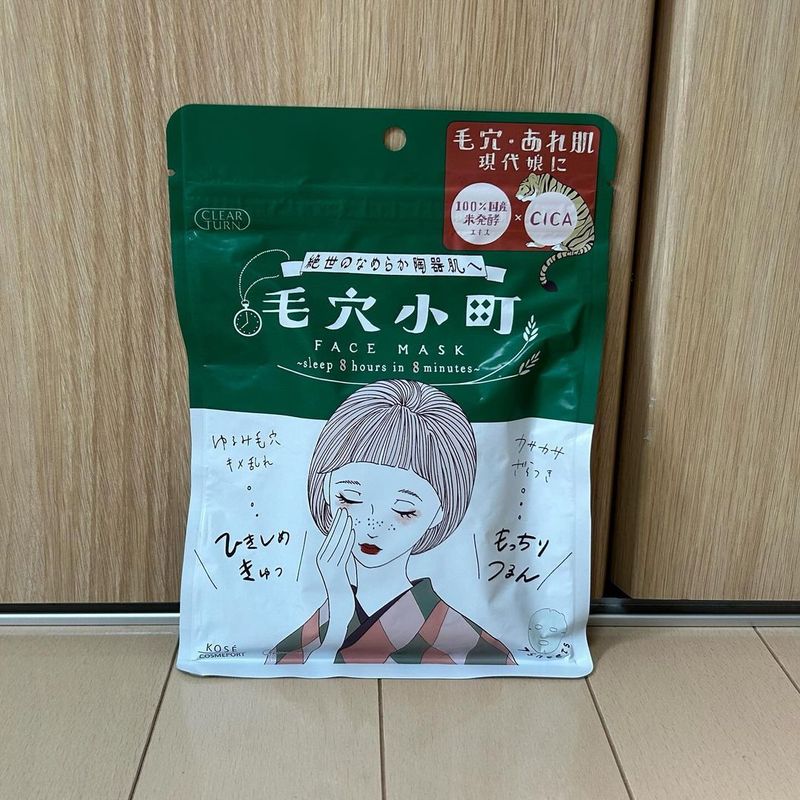 毛穴・あれ肌
現代娘に
100%国産
米発酵
エキス
×
CICA
CLEAR
TURN
絶世のなめらか陶器肌へ
毛穴小町
FACE MASK
~sleep 8 hours in 8 minutes~
ゆるみ毛穴
キメ乱れ
ひきしめ
きゅっ
カサカサ
ざらつき
もっちり
つるん
KOSÉ
COSMEPORT
7sheets